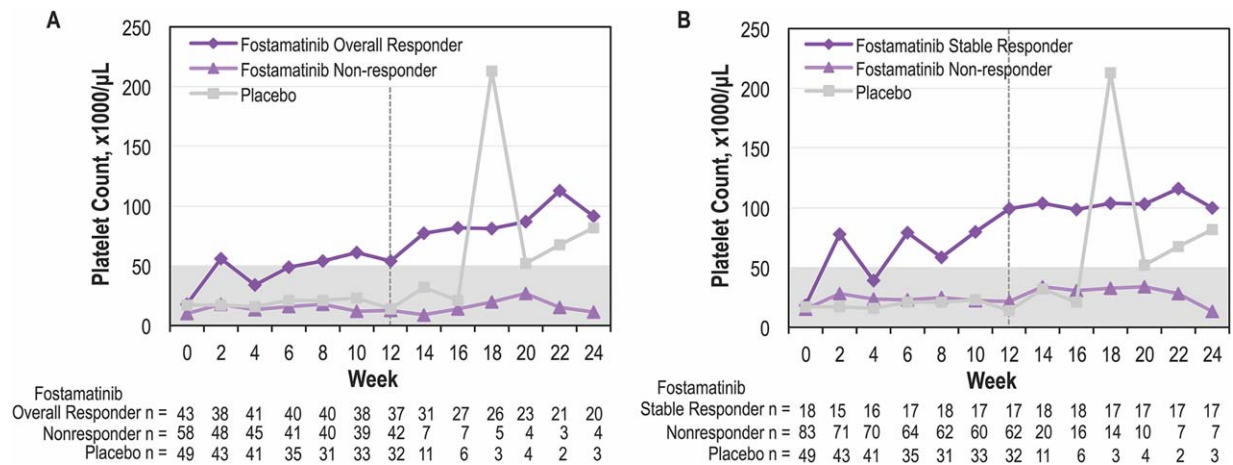 A
250
200
150
100
50
0
Platelet Count, x1000/µL
Fostamatinib Overall Responder
Fostamatinib Non-responder
Placebo
0 2 4 6 8 10 12 14 16 18 20 22 24
Week
Fostamatinib
Overall Responder n = 43 38 41 40 40 38 37 31 27 26 23 21 20
Nonresponder n = 58 48 45 41 40 39 42 7 7 5 4 3 4
Placebo n = 49 43 41 35 31 33 32 11 6 3 4 2 3
B
250
200
150
100
50
0
Platelet Count, x1000/µL
Fostamatinib Stable Responder
Fostamatinib Non-responder
Placebo
0 2 4 6 8 10 12 14 16 18 20 22 24
Week
Fostamatinib
Stable Responder n = 18 15 16 17 18 17 17 18 18 17 17 17 17
Nonresponder n = 83 71 70 64 62 60 62 20 16 14 10 7 7
Placebo n = 49 43 41 35 31 33 32 11 6 3 4 2 3